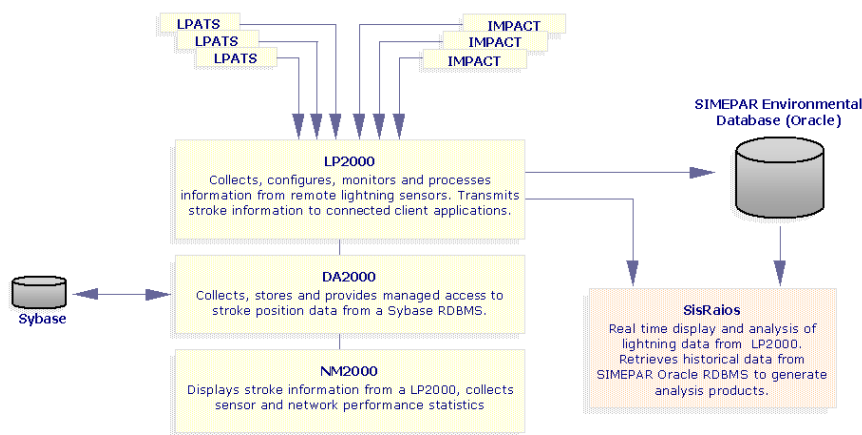 LPATS
LPATS
LPATS
IMPACT
IMPACT
IMPACT
SIMEPAR Environmental
Database (Oracle)
LP2000
Collects, configures, monitors and processes
information from remote lightning sensors. Transmits
stroke information to connected client applications.
DA2000
Collects, stores and provides managed access to
stroke position data from a Sybase RDBMS.
Sybase
NM2000
Displays stroke information from a LP2000, collects
sensor and network performance statistics
SisRaios
Real time display and analysis of
lightning data from LP2000.
Retrieves historical data from
SIMEPAR Oracle RDBMS to generate
analysis products.